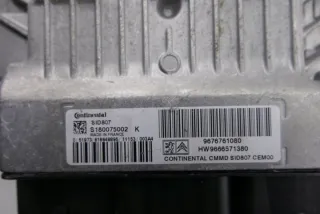 Continental
SID807
S180075002 K
MADE IN FRANCE
9676761080
HW9666571380
CONTINENTAL CMMD SID807 CEM00